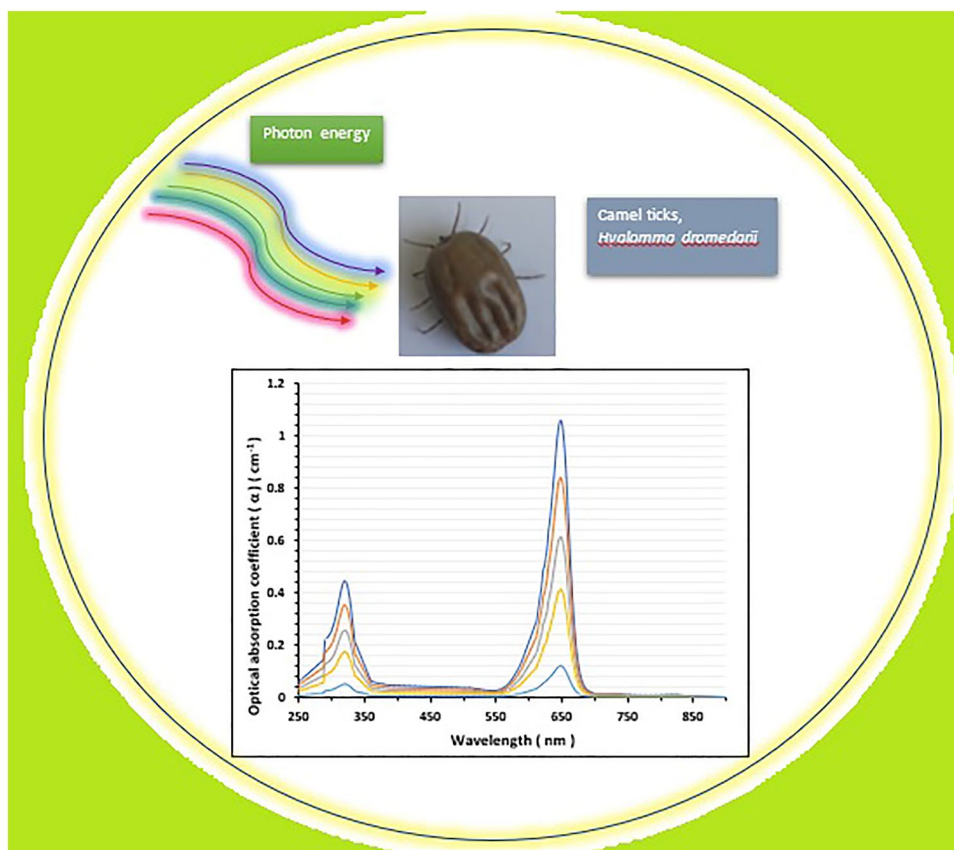 Photon energy
Camel ticks,
Hyalomma dromedarii
1.2
1
0.8
0.6
0.4
0.2
0
Optical absorption coefficient ( α ) ( cm⁻¹)
250
350
450
550
650
750
850
Wavelength ( nm )